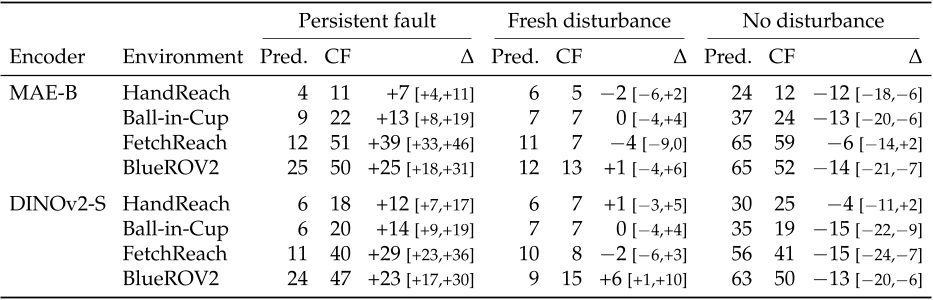 Persistent fault Fresh disturbance No disturbance
Encoder Environment Pred. CF Δ Pred. CF Δ Pred. CF Δ
MAE-B HandReach 4 11 +7 [+4,+11] 6 5 −2 [−6,+2] 24 12 −12 [−18,−6]
Ball-in-Cup 9 22 +13 [+8,+19] 7 7 0 [−4,+4] 37 24 −13 [−20,−6]
FetchReach 12 51 +39 [+33,+46] 11 7 −4 [−9,0] 65 59 −6 [−14,+2]
BlueROV2 25 50 +25 [+18,+31] 12 13 +1 [−4,+6] 65 52 −14 [−21,−7]
DINOv2-S HandReach 6 18 +12 [+7,+17] 6 7 +1 [−3,+5] 30 25 −4 [−11,+2]
Ball-in-Cup 6 20 +14 [+9,+19] 7 7 0 [−4,+4] 35 19 −15 [−22,−9]
FetchReach 11 40 +29 [+23,+36] 10 8 −2 [−6,+3] 56 41 −15 [−24,−7]
BlueROV2 24 47 +23 [+17,+30] 9 15 +6 [+1,+10] 63 50 −13 [−20,−6]